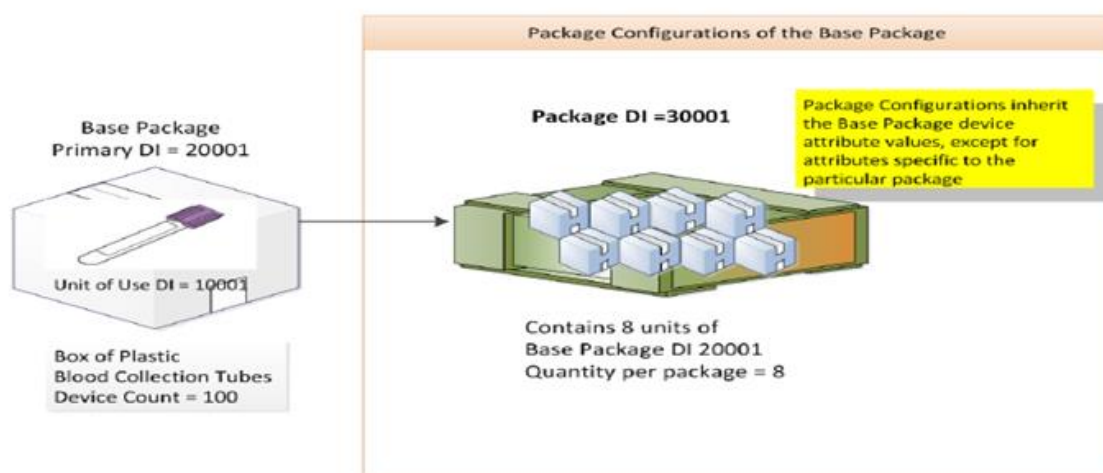 Package Configurations of the Base Package
Base Package
Primary DI = 20001
Unit of Use DI = 10001
Box of Plastic
Blood Collection Tubes
Device Count = 100
Package DI =30001
Package Configurations inherit
the Base Package device
attribute values, except for
attributes specific to the
particular package
Contains 8 units of
Base Package DI 20001
Quantity per package = 8